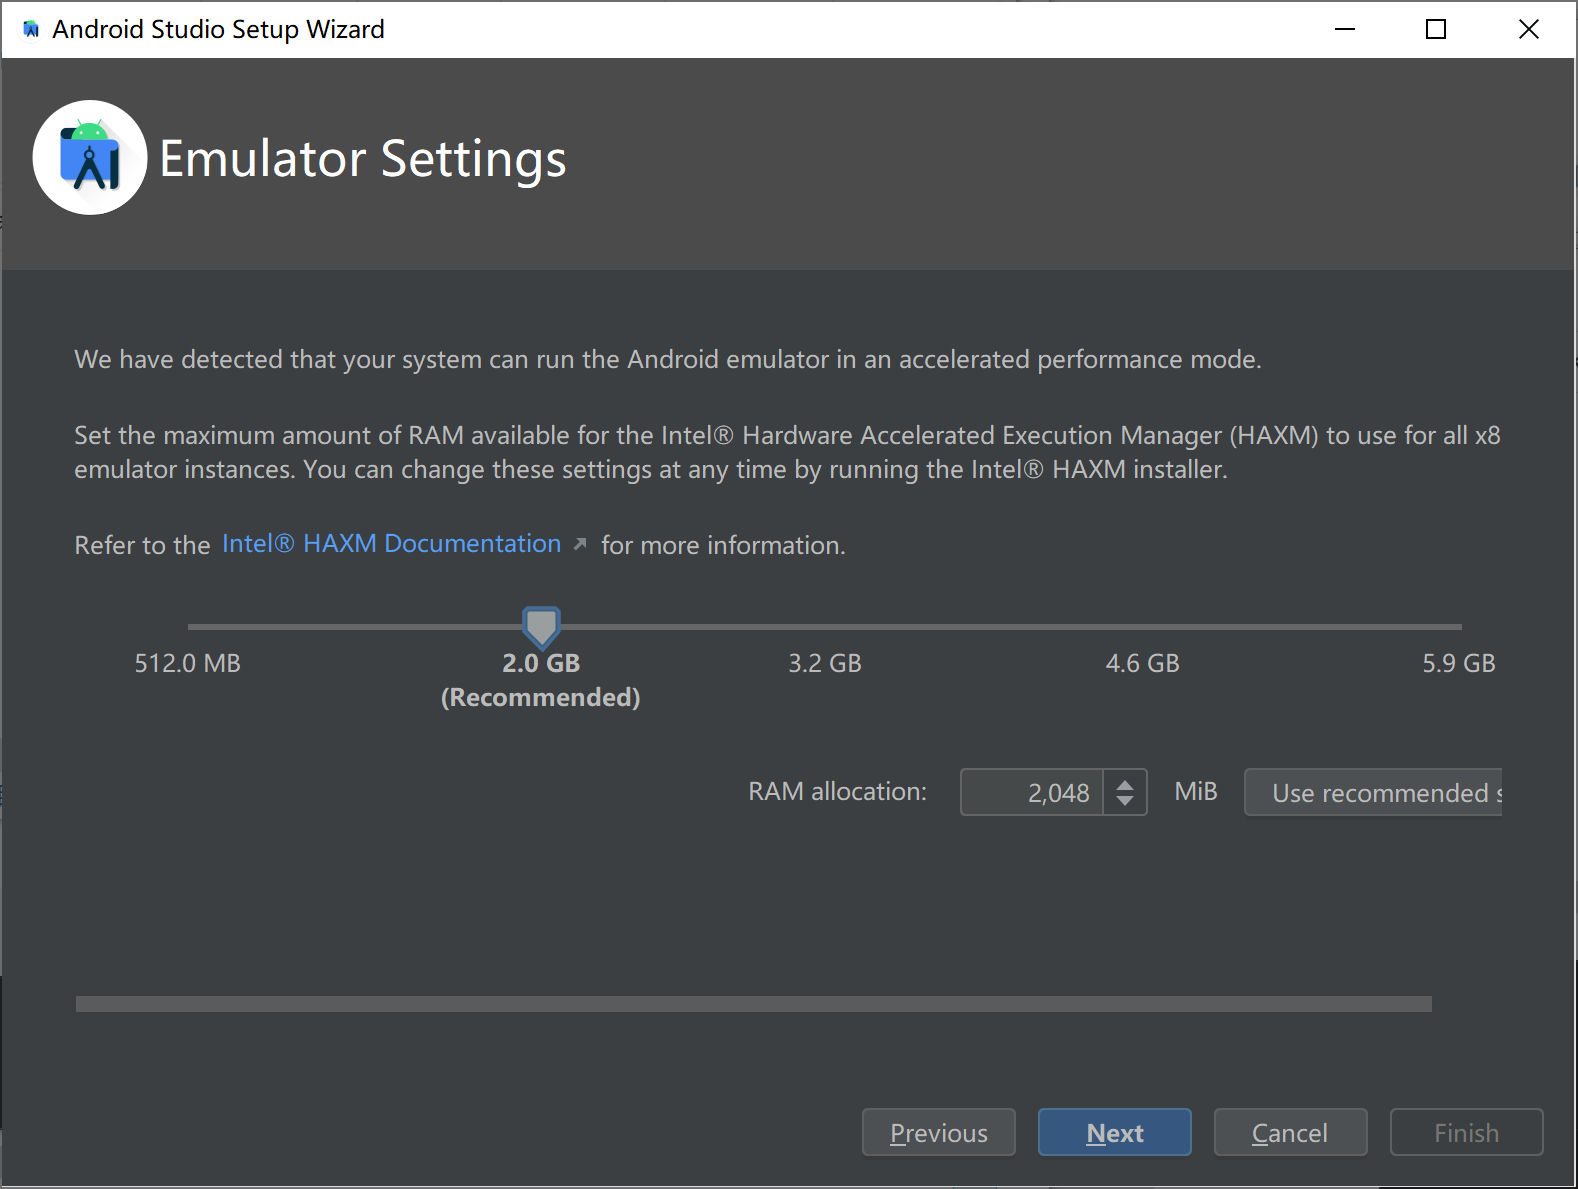 Android Studio Setup Wizard
Emulator Settings
We have detected that your system can run the Android emulator in an accelerated performance mode.
Set the maximum amount of RAM available for the Intel® Hardware Accelerated Execution Manager (HAXM) to use for all x8
emulator instances. You can change these settings at any time by running the Intel® HAXM installer.
Refer to the Intel® HAXM Documentation ↗ for more information.
512.0 MB 2.0 GB 3.2 GB 4.6 GB 5.9 GB
(Recommended)
RAM allocation: 2,048 MiB Use recommended s
Previous Next Cancel Finish